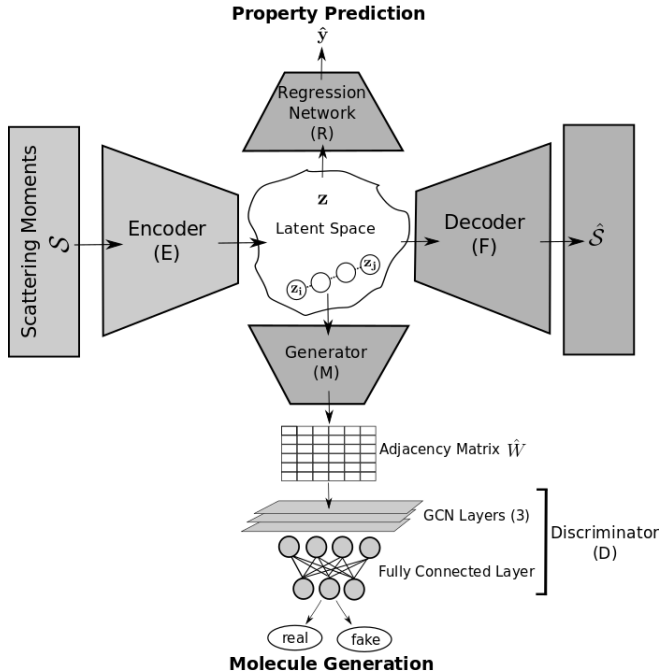 Property Prediction
ŷ
Regression
Network
(R)
Scattering Moments
𝒮
Encoder
(E)
z
Latent Space
z_i
z_j
Decoder
(F)
𝒮̂
Generator
(M)
Adjacency Matrix Ŵ
GCN Layers (3)
Discriminator
(D)
Fully Connected Layer
real
fake
Molecule Generation